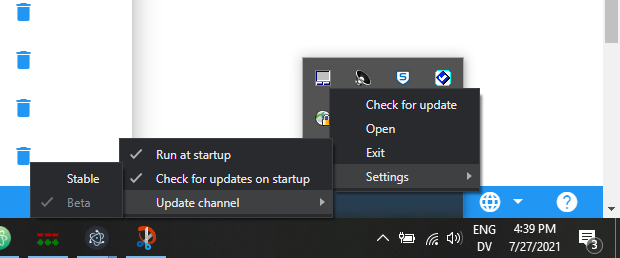 Check for update
Open
Exit
Settings
Run at startup
Check for updates on startup
Update channel
Stable
Beta
ENG
DV
4:39 PM
7/27/2021
3